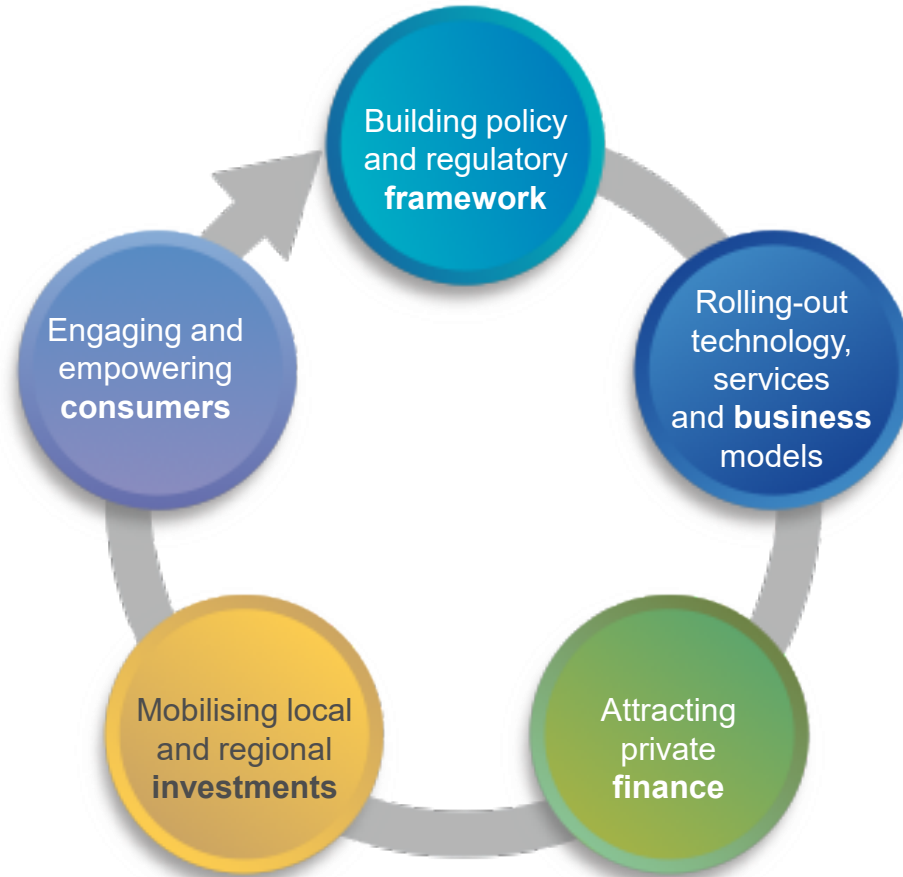 Building policy
and regulatory
framework
Rolling-out
technology,
services
and business
models
Attracting
private
finance
Mobilising local
and regional
investments
Engaging and
empowering
consumers